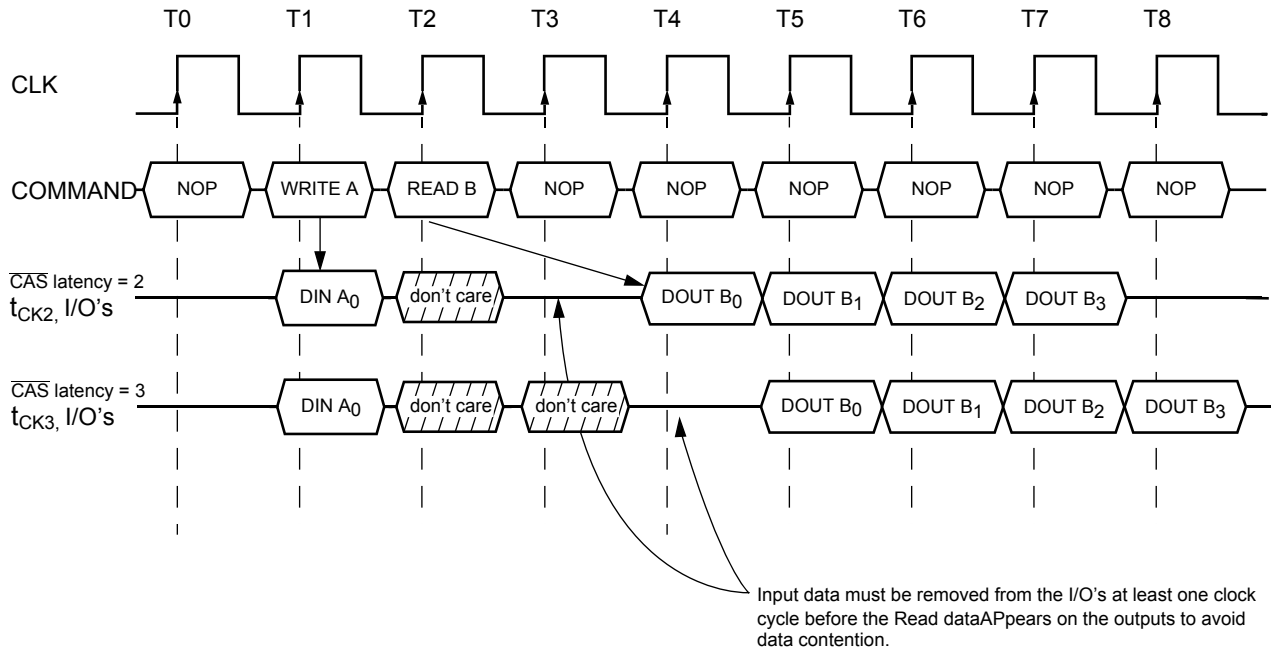 T0 T1 T2 T3 T4 T5 T6 T7 T8
CLK
COMMAND NOP WRITE A READ B NOP NOP NOP NOP NOP NOP
CAS latency = 2
tCK2, I/O's DIN A0 don't care DOUT B0 DOUT B1 DOUT B2 DOUT B3
CAS latency = 3
tCK3, I/O's DIN A0 don't care don't care DOUT B0 DOUT B1 DOUT B2 DOUT B3
Input data must be removed from the I/O's at least one clock
cycle before the Read dataAPpears on the outputs to avoid
data contention.